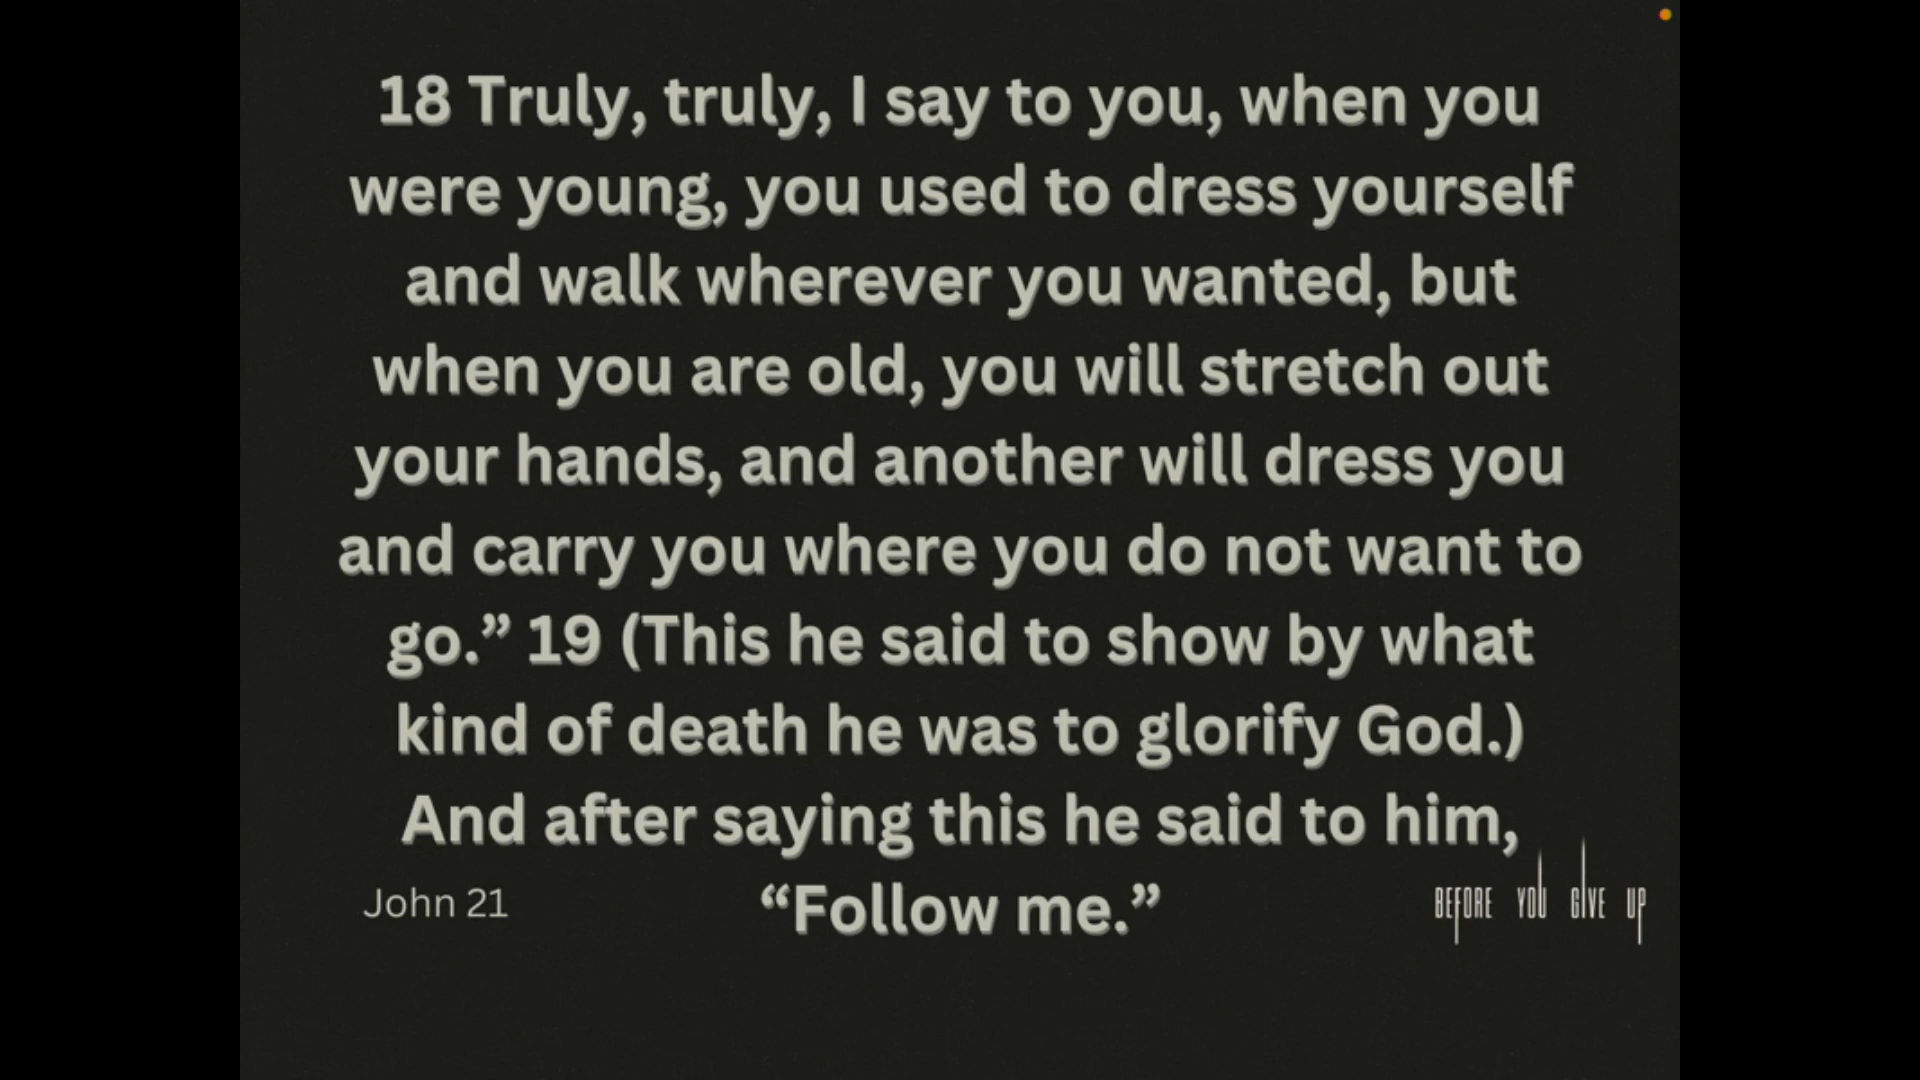 18 Truly, truly, I say to you, when you
were young, you used to dress yourself
and walk wherever you wanted, but
when you are old, you will stretch out
your hands, and another will dress you
and carry you where you do not want to
go.” 19 (This he said to show by what
kind of death he was to glorify God.)
And after saying this he said to him,
“Follow me.”
John 21
BEFORE YOU GIVE UP